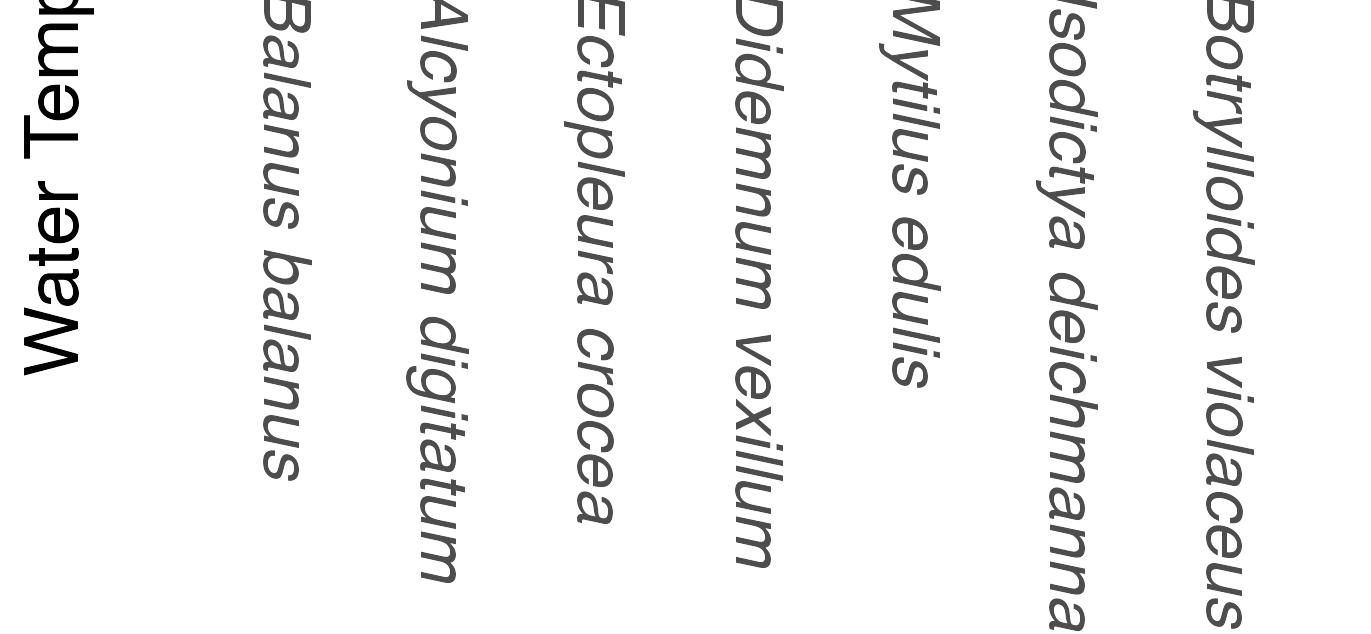 Water Temp
Balanus balanus
Alcyonium digitatum
Ectopleura crocea
Didemnum vexillum
Mytilus edulis
Isodictya deichmanna
Botrylloides violaceus